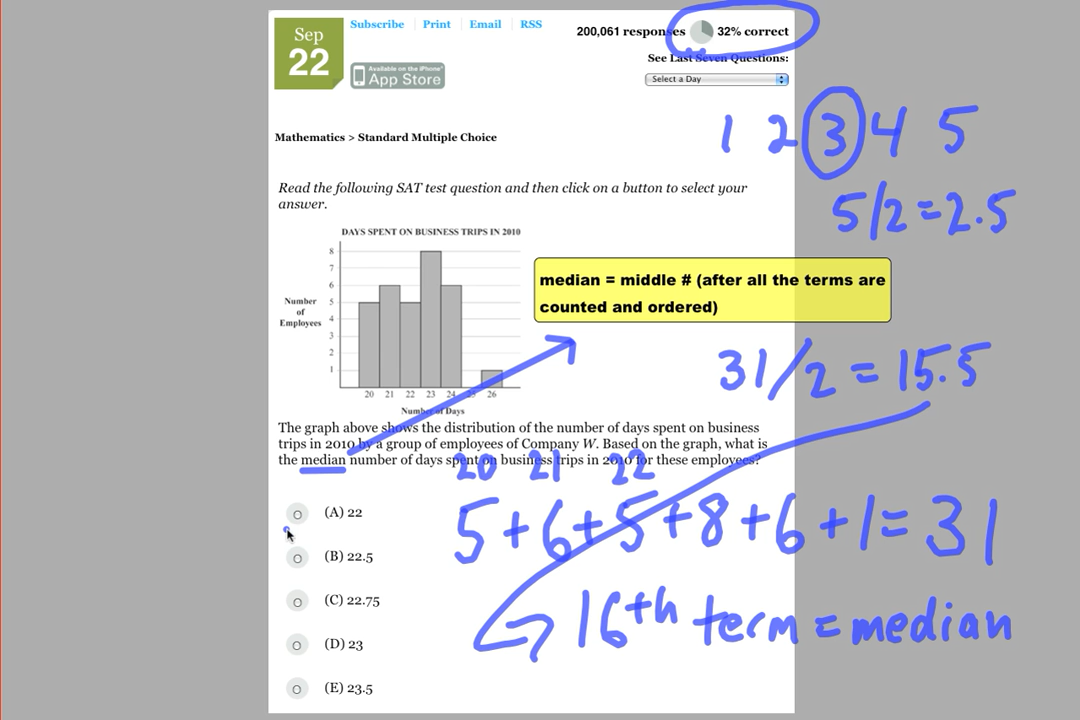 Sep
22
Subscribe Print Email RSS
Available on the iPhone
App Store
200,061 responses 32% correct
See Last Seven Questions:
Select a Day
Mathematics > Standard Multiple Choice
1 2 3 4 5
5/2=2.5
Read the following SAT test question and then click on a button to select your
answer.
DAYS SPENT ON BUSINESS TRIPS IN 2010
8
7
6
5
4
3
2
1
Number
of
Employees
20 21 22 23 24 25 26
Number of Days
median = middle # (after all the terms are
counted and ordered)
31/2 = 15.5
The graph above shows the distribution of the number of days spent on business
trips in 2010 by a group of employees of Company W. Based on the graph, what is
the median number of days spent on business trips in 2010 for these employees?
20 21 22
5+6+5+8+6+1=31
16th term = median
(A) 22
(B) 22.5
(C) 22.75
(D) 23
(E) 23.5